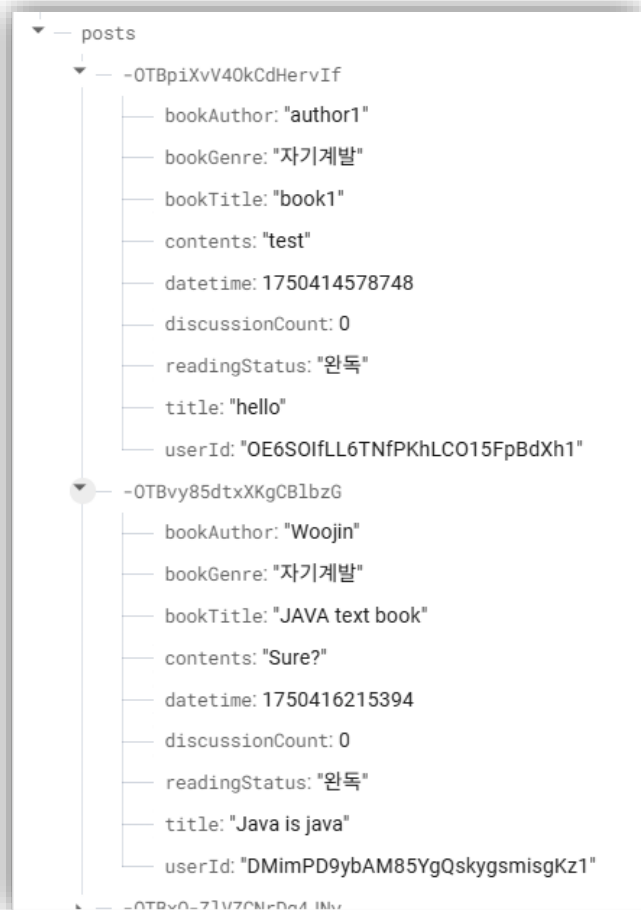 posts
-OTBpiXvV4OkCdHervIf
bookAuthor: "author1"
bookGenre: "자기계발"
bookTitle: "book1"
contents: "test"
datetime: 1750414578748
discussionCount: 0
readingStatus: "완독"
title: "hello"
userId: "OE6SOIfLL6TNfPKhLCO15FpBdXh1"
-OTBvy85dtxXKgCBlbzG
bookAuthor: "Woojin"
bookGenre: "자기계발"
bookTitle: "JAVA text book"
contents: "Sure?"
datetime: 1750416215394
discussionCount: 0
readingStatus: "완독"
title: "Java is java"
userId: "DMimPD9ybAM85YgQskygsmisgKz1"